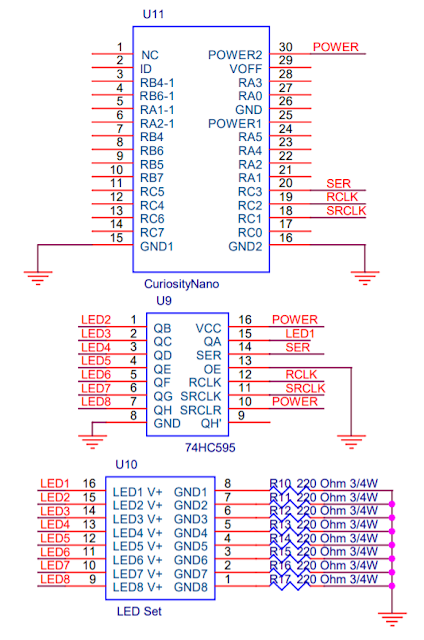 U11
1 NC POWER2 30 POWER
2 ID VOFF 29
3 RB4-1 RA3 28
4 RB6-1 RA0 27
5 RA1-1 GND 26
6 RA2-1 POWER1 25
7 RB4 RA5 24
8 RB6 RA4 23
9 RB5 RA2 22
10 RB7 RA1 21
11 RC5 RC3 20 SER
12 RC4 RC2 19 RCLK
13 RC6 RC1 18 SRCLK
14 RC7 RC0 17
15 GND1 GND2 16
CuriosityNano
U9
LED2 1 QB VCC 16 POWER
LED3 2 QC QA 15 LED1
LED4 3 QD SER 14 SER
LED5 4 QE OE 13
LED6 5 QF RCLK 12 RCLK
LED7 6 QG SRCLK 11 SRCLK
LED8 7 QH SRCLR 10 POWER
8 GND QH' 9
74HC595
U10
LED1 16 LED1 V+ GND1 8 R10 220 Ohm 3/4W
LED2 15 LED2 V+ GND2 7 R11 220 Ohm 3/4W
LED3 14 LED3 V+ GND3 6 R12 220 Ohm 3/4W
LED4 13 LED4 V+ GND4 5 R13 220 Ohm 3/4W
LED5 12 LED5 V+ GND5 4 R14 220 Ohm 3/4W
LED6 11 LED6 V+ GND6 3 R15 220 Ohm 3/4W
LED7 10 LED7 V+ GND7 2 R16 220 Ohm 3/4W
LED8 9 LED8 V+ GND8 1 R17 220 Ohm 3/4W
LED Set